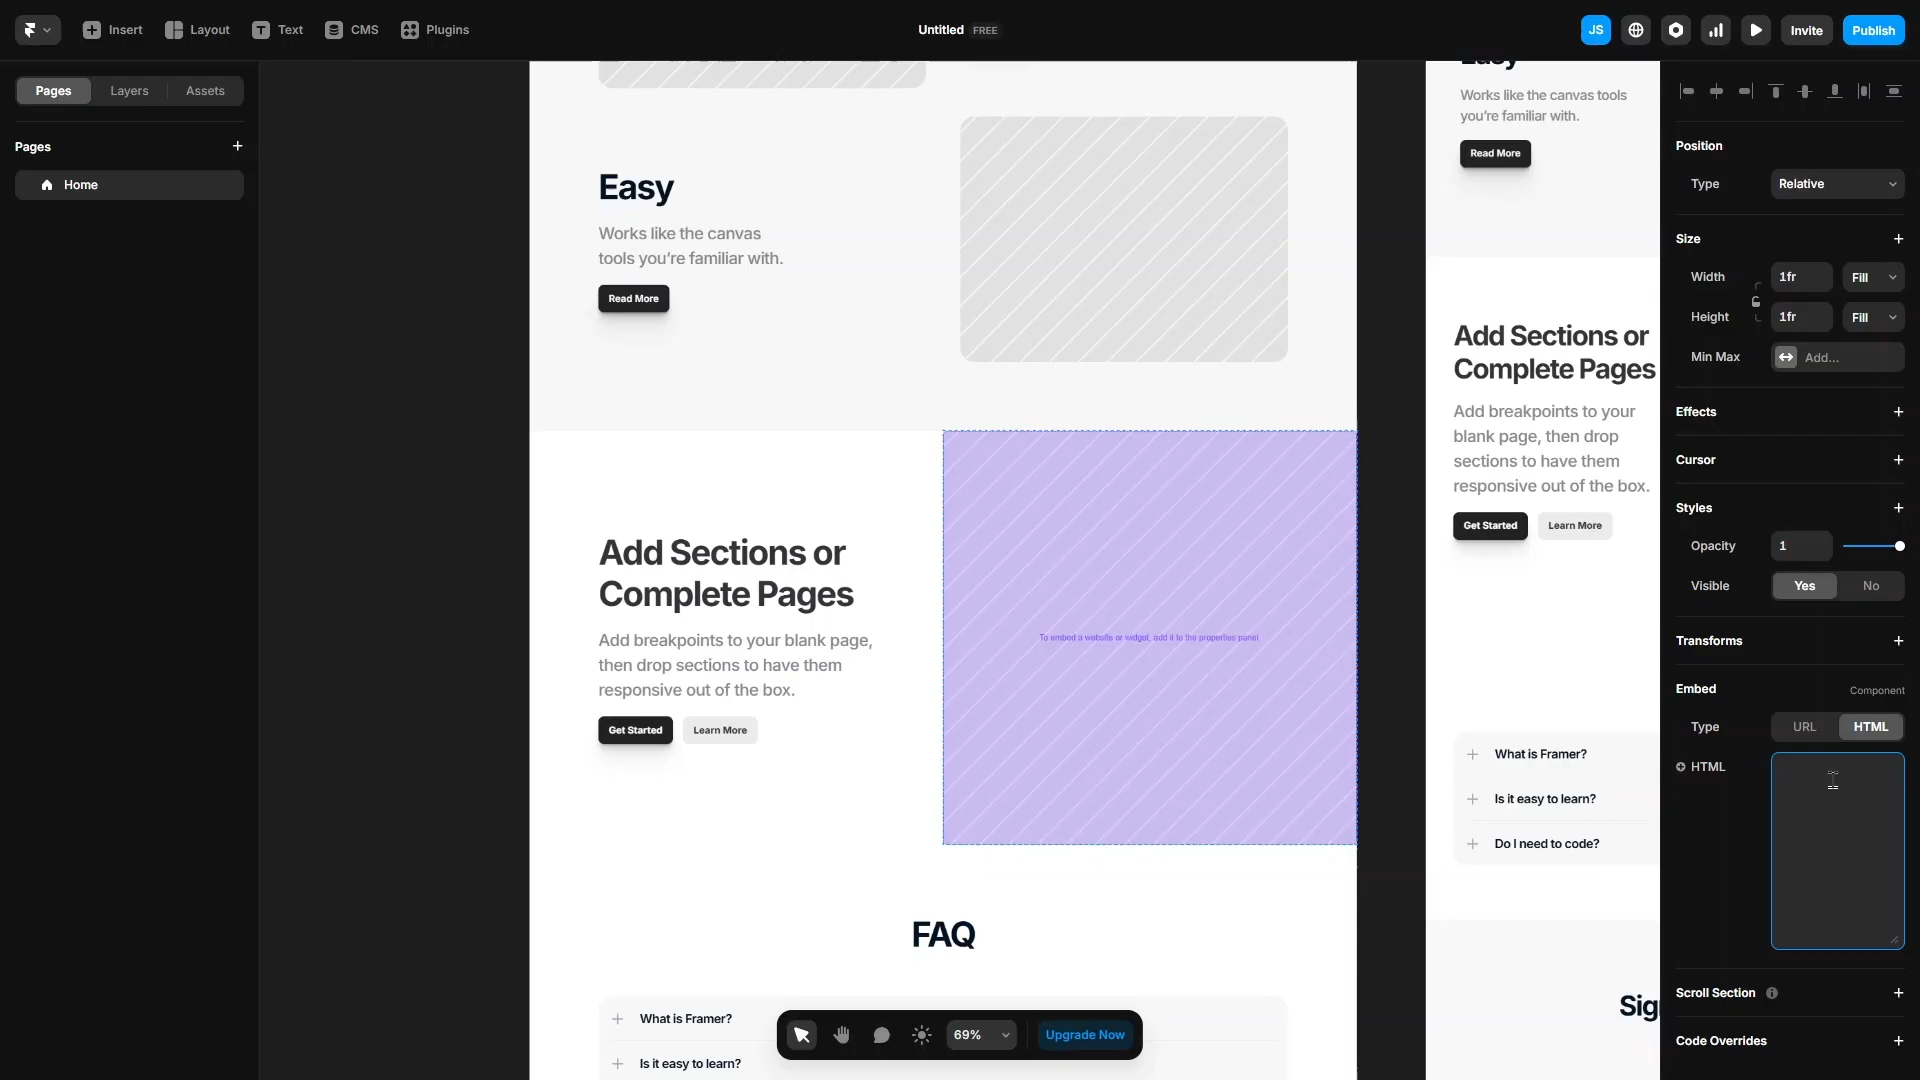 Insert
Layout
Text
CMS
Plugins
Untitled FREE
JS
Invite
Publish
Pages
Layers
Assets
Pages
Home
Easy
Works like the canvas
tools you're familiar with.
Read More
Add Sections or
Complete Pages
Add breakpoints to your blank page,
then drop sections to have them
responsive out of the box.
Get Started
Learn More
To embed a website or widget, add it to the properties panel.
FAQ
What is Framer?
Is it easy to learn?
69%
Upgrade Now
Works like the canvas tools
you're familiar with.
Read More
Add Sections or
Complete Pages
Add breakpoints to your
blank page, then drop
sections to have them
responsive out of the box.
Get Started
Learn More
What is Framer?
Is it easy to learn?
Do I need to code?
Position
Type
Relative
Size
Width
1fr
Fill
Height
1fr
Fill
Min Max
Add...
Effects
Cursor
Styles
Opacity
1
Visible
Yes
No
Transforms
Embed
Component
Type
URL
HTML
HTML
Scroll Section
Code Overrides